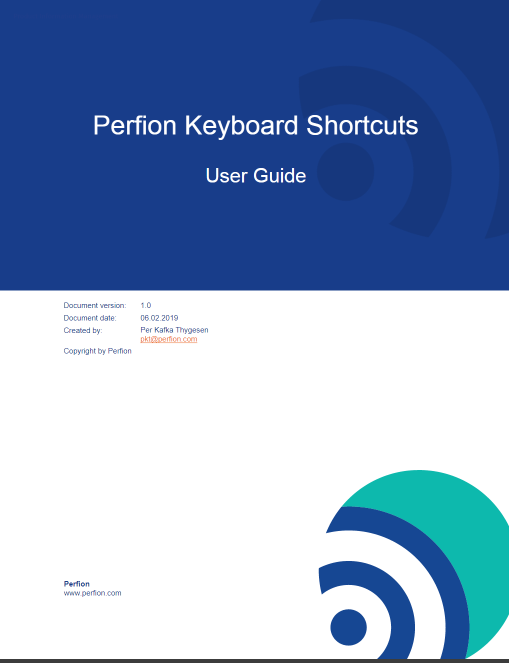 Perfion Keyboard Shortcuts
User Guide
Document version: 1.0
Document date: 06.02.2019
Created by: Per Kafka Thygesen
pkt@perfion.com
Copyright by Perfion
Perfion
www.perfion.com